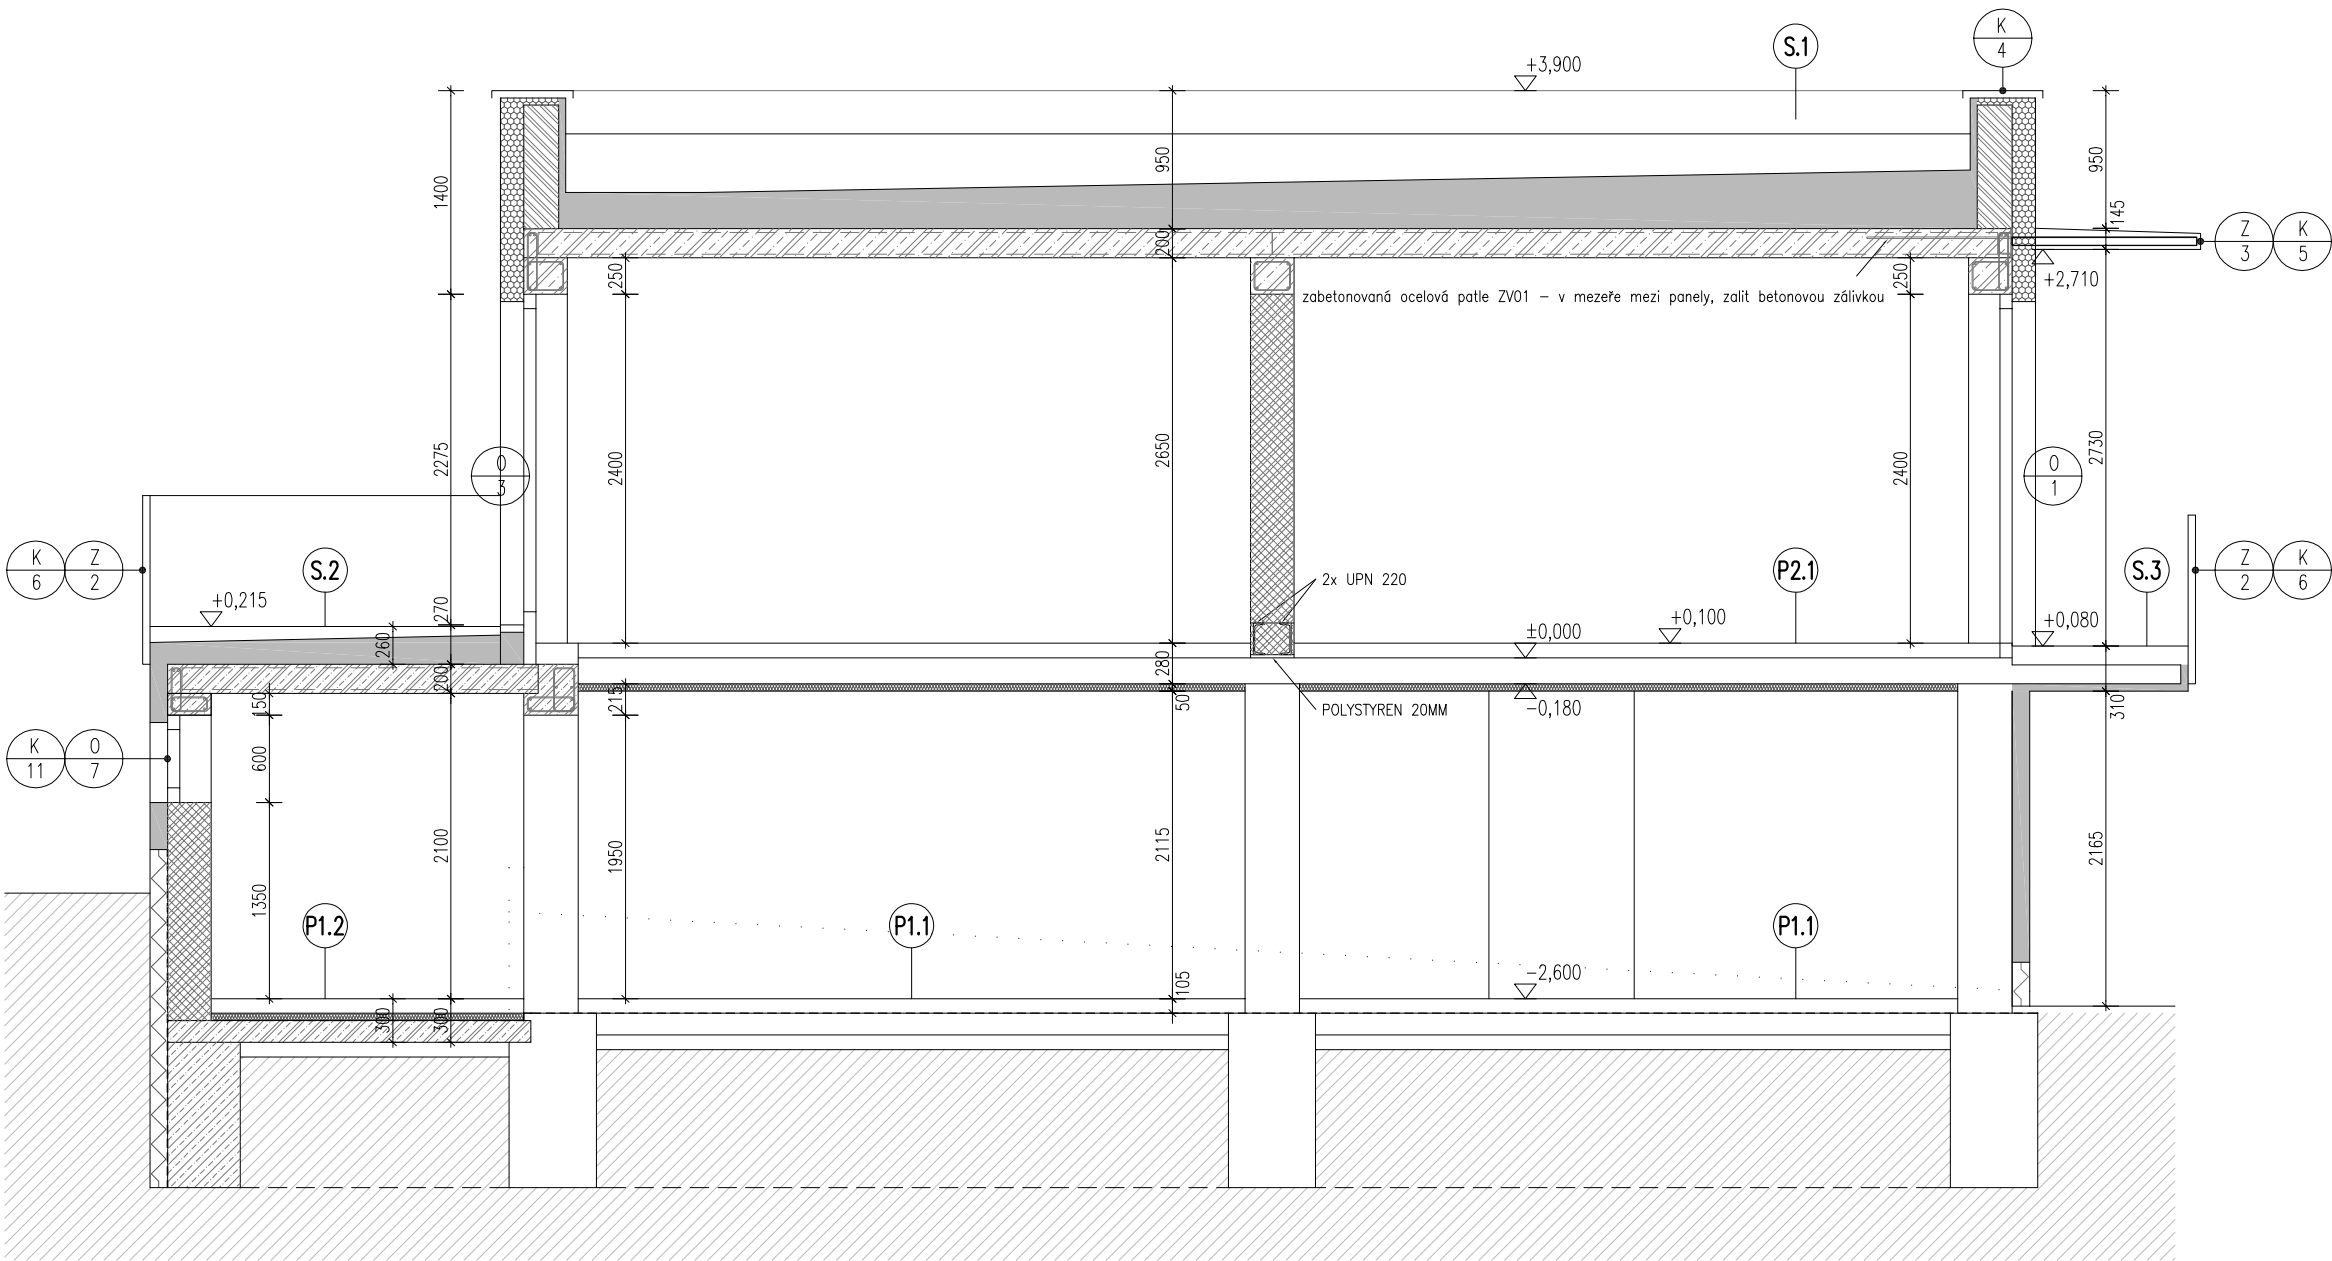 K
4
S.1
+3,900
950
950
1400
145
200
Z
3
K
5
250
250
+2,710
zabetonovaná ocelová patle ZV01 – v mezeře mezi panely, zalit betonovou zálivkou
2275
O
3
2400
2650
2400
2730
O
1
K
6
Z
2
S.2
2x UPN 220
P2.1
S.3
Z
2
K
6
+0,215
270
+0,100
+0,080
±0,000
260
280
200
150
215
50
-0,180
POLYSTYREN 20MM
310
K
11
O
7
600
1350
2100
1950
2115
2165
P1.2
P1.1
P1.1
-2,600
105
300
300